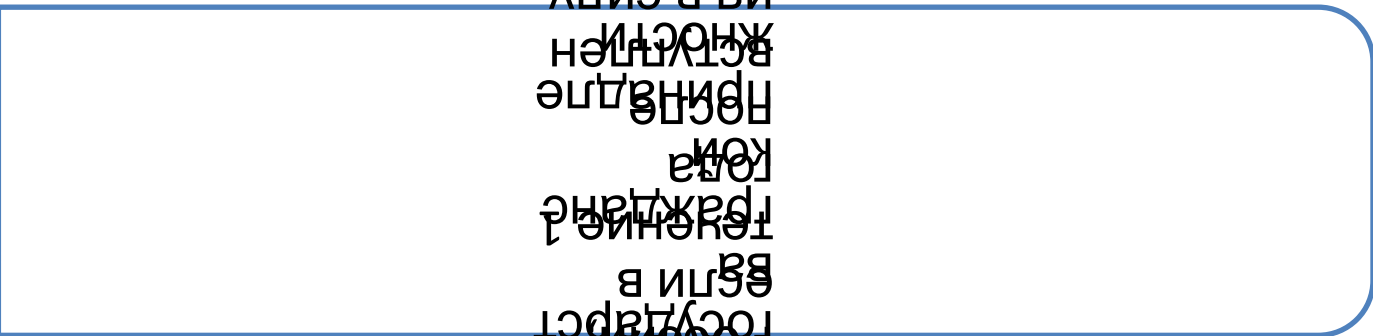 государст
если в
ва
течение 1
гражданс
года
кой
после
принадле
вступлен
жности
ия в силу